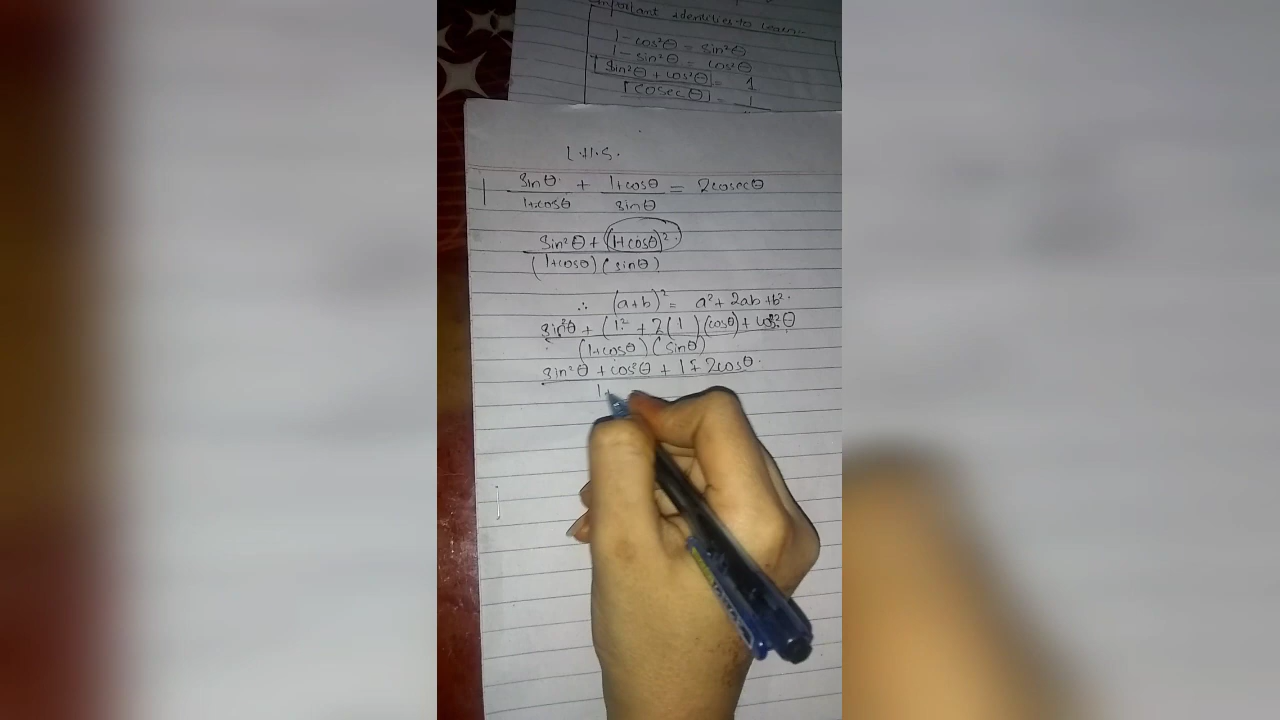 Important identities to learn:-
1 - cos²θ = sin²θ
1 - sin²θ = cos²θ
sin²θ + cos²θ = 1
cosec θ = 1
L.H.S.
sinθ/1+cosθ + 1+cosθ/sinθ = 2cosecθ
sin²θ + (1+cosθ)²
(1+cosθ)(sinθ)
∴ (a+b)² = a² + 2ab + b²
sin²θ + (1² + 2(1)(cosθ) + cos²θ
(1+cosθ)(sinθ)
sin²θ + cos²θ + 1 + 2cosθ
1+